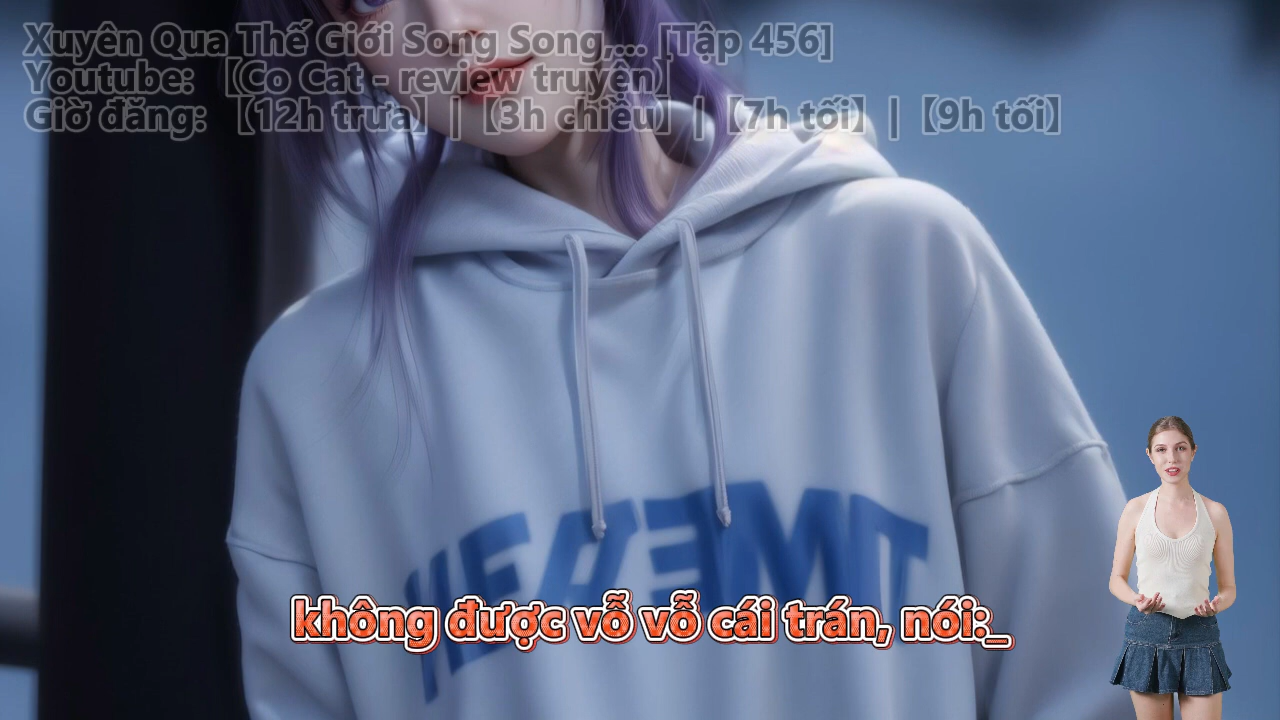 Xuyên Qua Thế Giới Song Song,... [Tập 456]
Youtube: 【Cọ Cat - review truyện】
Giờ đăng: 【12h trưa】 | 【3h chiều】 | 【7h tối】 | 【9h tối】
không được vỗ vỗ cái trán, nói:_